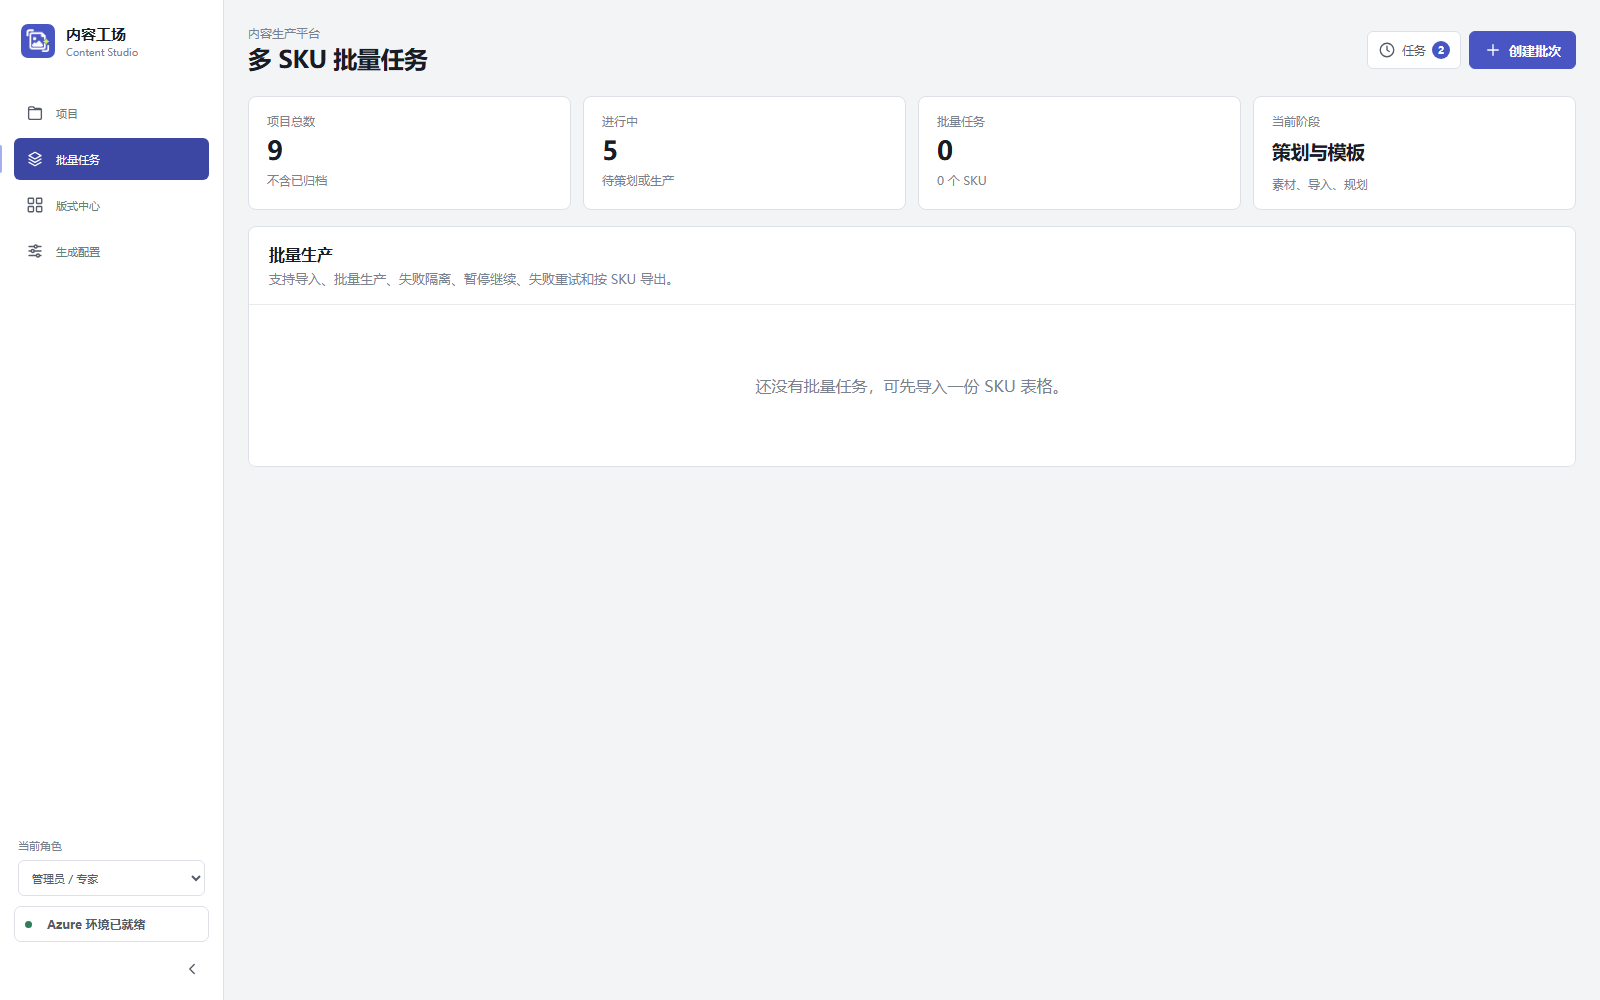 内容工场
Content Studio
项目
批量任务
版式中心
生成配置
当前角色
管理员 / 专家
Azure 环境已就绪
内容生产平台
多 SKU 批量任务
任务 2
创建批次
项目总数
9
不含已归档
进行中
5
待策划或生产
批量任务
0
0 个 SKU
当前阶段
策划与模板
素材、导入、规划
批量生产
支持导入、批量生产、失败隔离、暂停继续、失败重试和按 SKU 导出。
还没有批量任务，可先导入一份 SKU 表格。